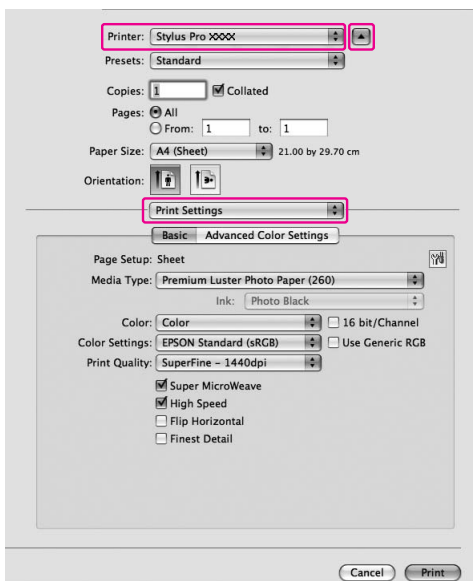 Printer: Stylus Pro XXXX
Presets: Standard
Copies: 1 Collated
Pages: All
From: 1 to: 1
Paper Size: A4 (Sheet) 21.00 by 29.70 cm
Orientation:
Print Settings
Basic Advanced Color Settings
Page Setup: Sheet
Media Type: Premium Luster Photo Paper (260)
Ink: Photo Black
Color: Color 16 bit/Channel
Color Settings: EPSON Standard (sRGB) Use Generic RGB
Print Quality: SuperFine – 1440dpi
Super MicroWeave
High Speed
Flip Horizontal
Finest Detail
Cancel Print